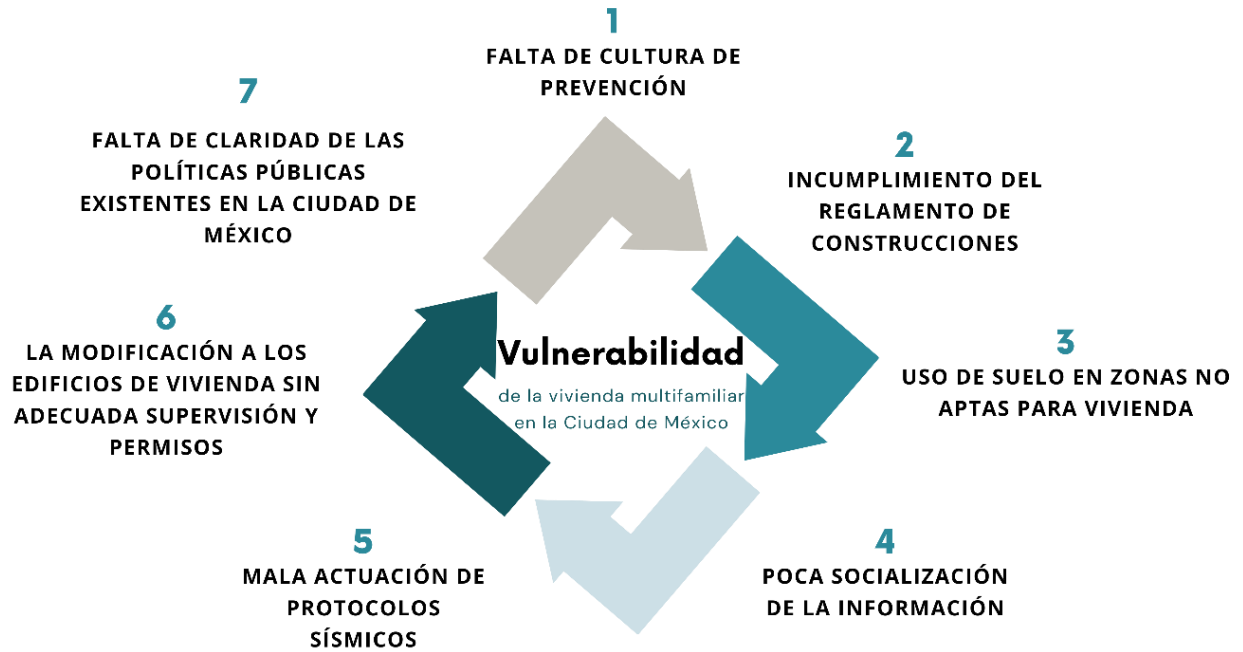 1
FALTA DE CULTURA DE
PREVENCIÓN
2
INCUMPLIMIENTO DEL
REGLAMENTO DE
CONSTRUCCIONES
3
USO DE SUELO EN ZONAS NO
APTAS PARA VIVIENDA
4
POCA SOCIALIZACIÓN
DE LA INFORMACIÓN
5
MALA ACTUACIÓN DE
PROTOCOLOS
SÍSMICOS
6
LA MODIFICACIÓN A LOS
EDIFICIOS DE VIVIENDA SIN
ADECUADA SUPERVISIÓN Y
PERMISOS
7
FALTA DE CLARIDAD DE LAS
POLÍTICAS PÚBLICAS
EXISTENTES EN LA CIUDAD DE
MÉXICO
Vulnerabilidad
de la vivienda multifamiliar
en la Ciudad de México